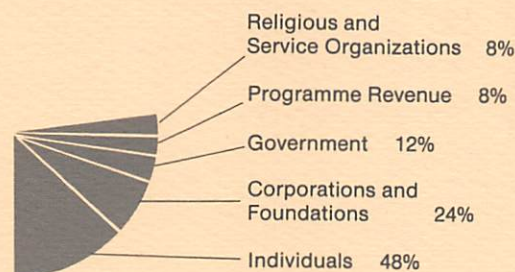 Religious and
Service Organizations 8%
Programme Revenue 8%
Government 12%
Corporations and
Foundations 24%
Individuals 48%